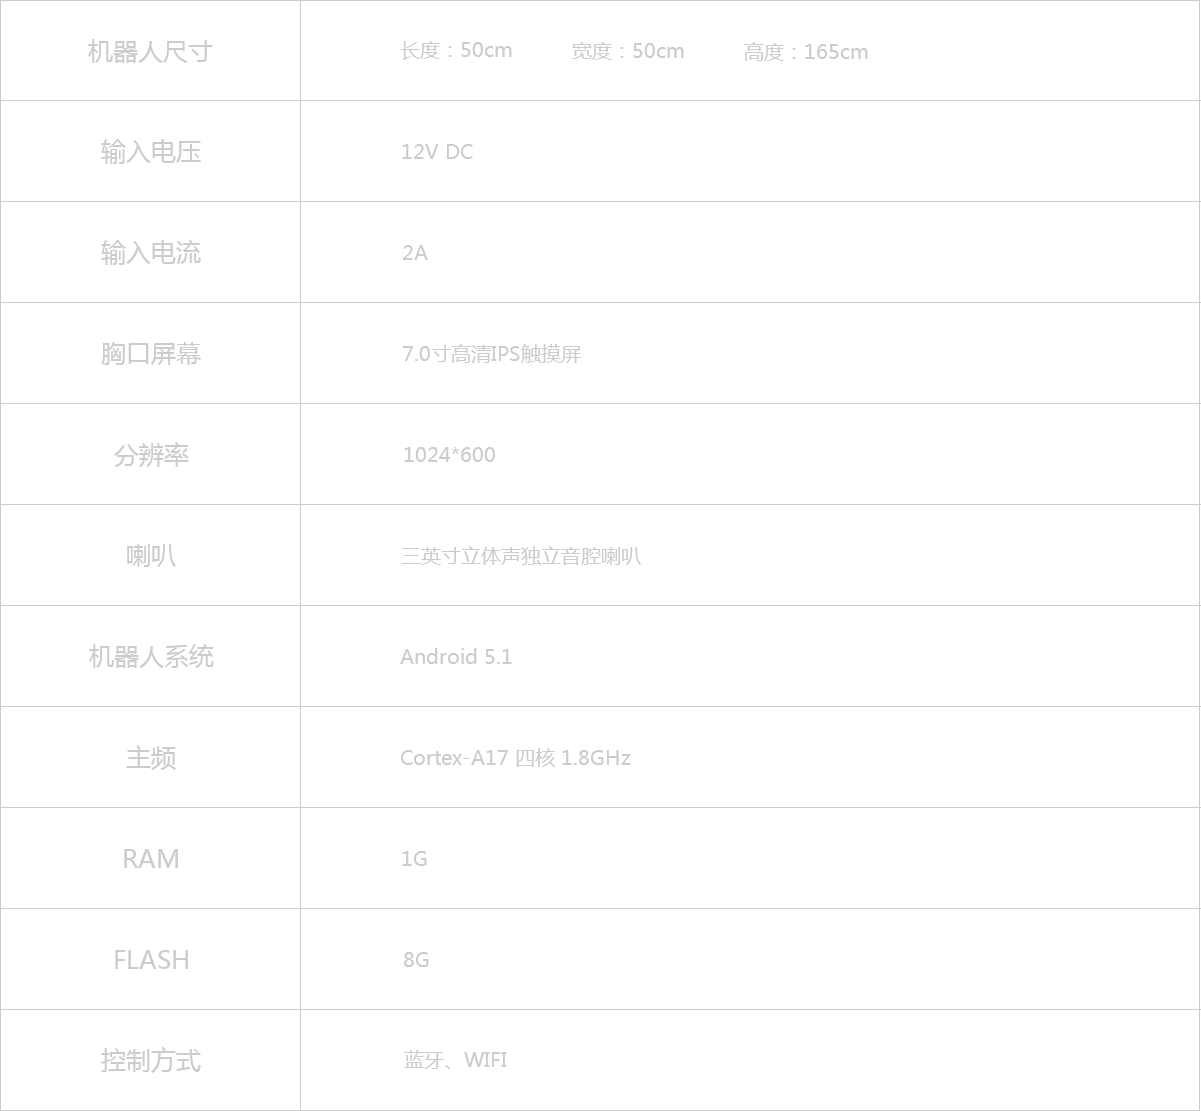 机器人尺寸 长度：50cm 宽度：50cm 高度：165cm
输入电压 12V DC
输入电流 2A
胸口屏幕 7.0寸高清IPS触摸屏
分辨率 1024*600
喇叭 三英寸立体声独立音腔喇叭
机器人系统 Android 5.1
主频 Cortex-A17 四核 1.8GHz
RAM 1G
FLASH 8G
控制方式 蓝牙、WIFI